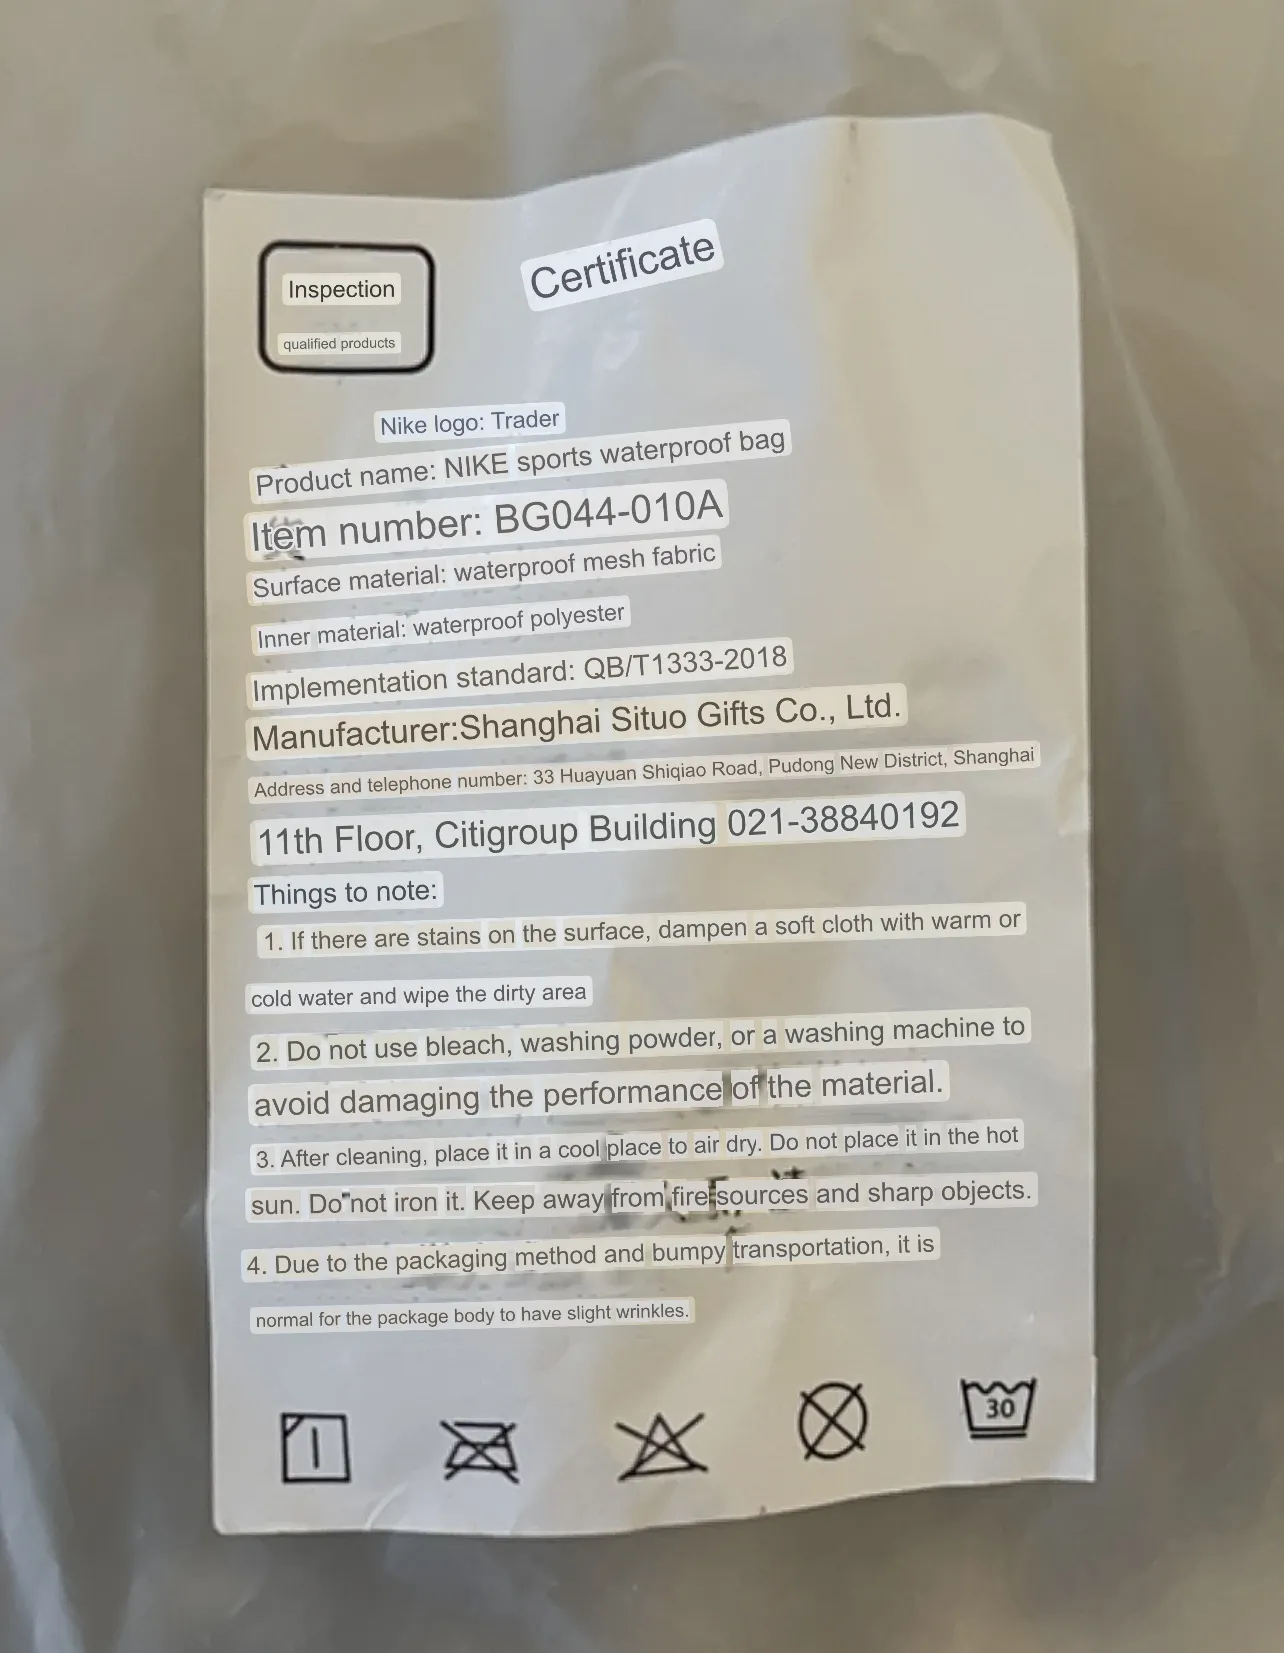 Certificate
Inspection
qualified products
Nike logo: Trader
Product name: NIKE sports waterproof bag
Item number: BG044-010A
Surface material: waterproof mesh fabric
Inner material: waterproof polyester
Implementation standard: QB/T1333-2018
Manufacturer:Shanghai Situo Gifts Co., Ltd.
Address and telephone number: 33 Huayuan Shiqiao Road, Pudong New District, Shanghai
11th Floor, Citigroup Building 021-38840192
Things to note:
1. If there are stains on the surface, dampen a soft cloth with warm or
cold water and wipe the dirty area
2. Do not use bleach, washing powder, or a washing machine to
avoid damaging the performance of the material.
3. After cleaning, place it in a cool place to air dry. Do not place it in the hot
sun. Do not iron it. Keep away from fire sources and sharp objects.
4. Due to the packaging method and bumpy transportation, it is
normal for the package body to have slight wrinkles.
30